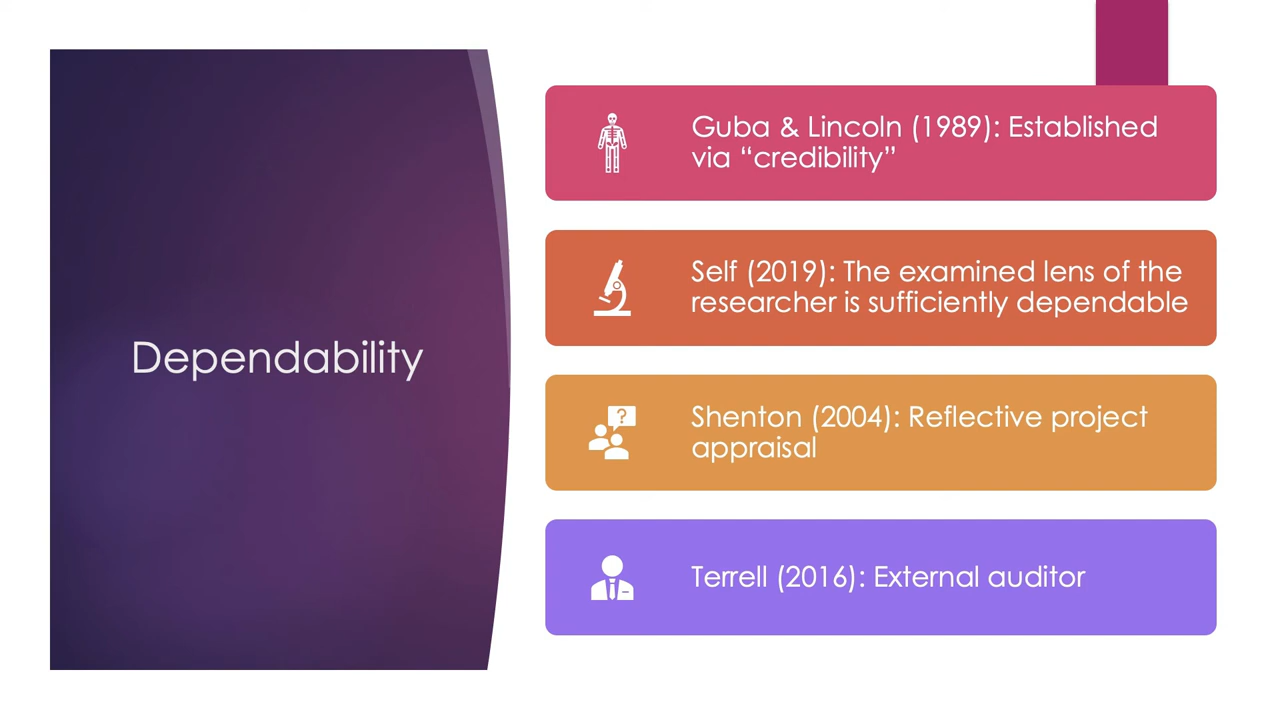 Dependability
Guba & Lincoln (1989): Established
via “credibility”
Self (2019): The examined lens of the
researcher is sufficiently dependable
?
Shenton (2004): Reflective project
appraisal
Terrell (2016): External auditor